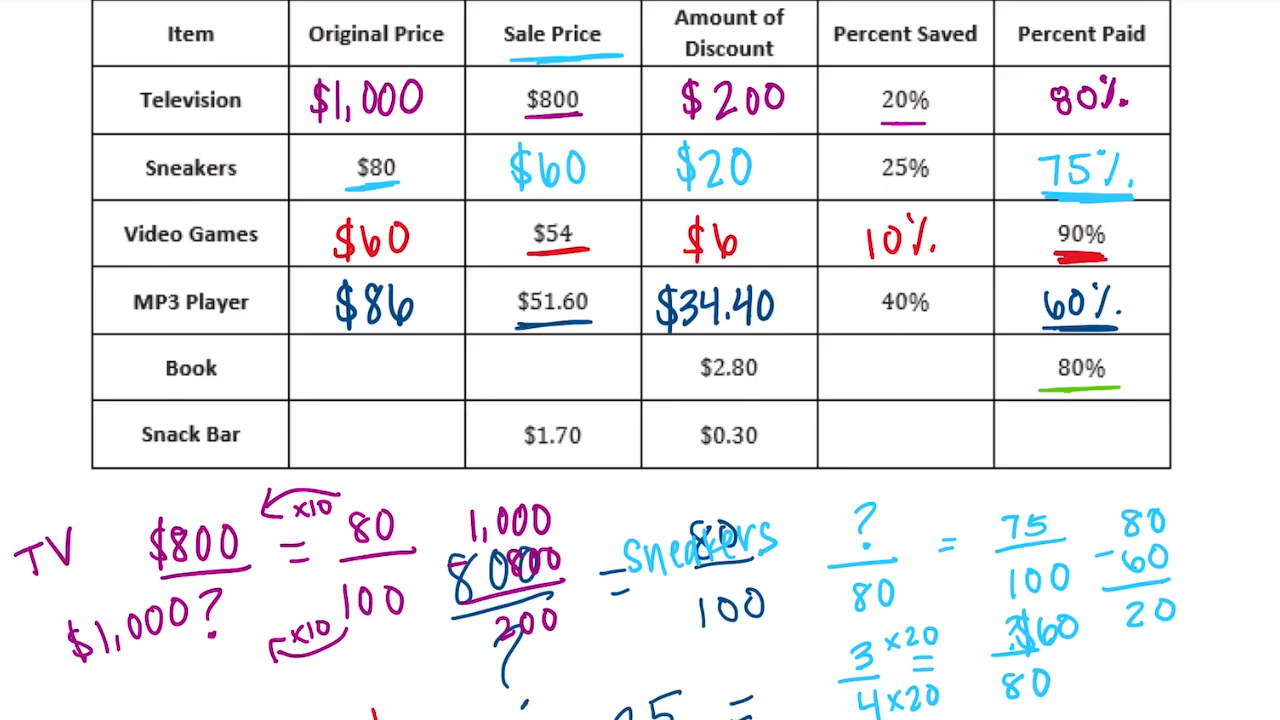 Item Original Price Sale Price Amount of Discount Percent Saved Percent Paid
Television $1,000 $800 $200 20% 80%
Sneakers $80 $60 $20 25% 75%
Video Games $60 $54 $6 10% 90%
MP3 Player $86 $51.60 $34.40 40% 60%
Book $2.80 80%
Snack Bar $1.70 $0.30
TV $800 = 80
$1,000? 100
x10
x10
1,000
- 800
200
800 = 80
? 100
Sneakers
? = 75
80 100
80
- 60
20
3 x20 = $60
4 x20 80